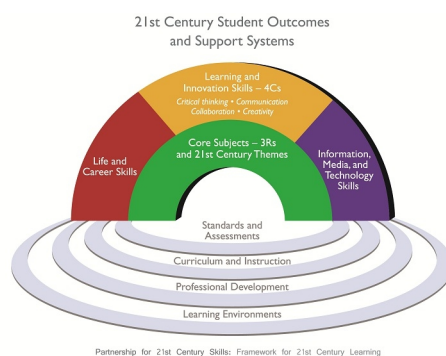 21st Century Student Outcomes
and Support Systems
Learning and
Innovation Skills – 4Cs
Critical thinking • Communication
Collaboration • Creativity
Core Subjects – 3Rs
and 21st Century Themes
Life and
Career Skills
Information,
Media, and
Technology
Skills
Standards and
Assessments
Curriculum and Instruction
Professional Development
Learning Environments
Partnership for 21st Century Skills: Framework for 21st Century Learning